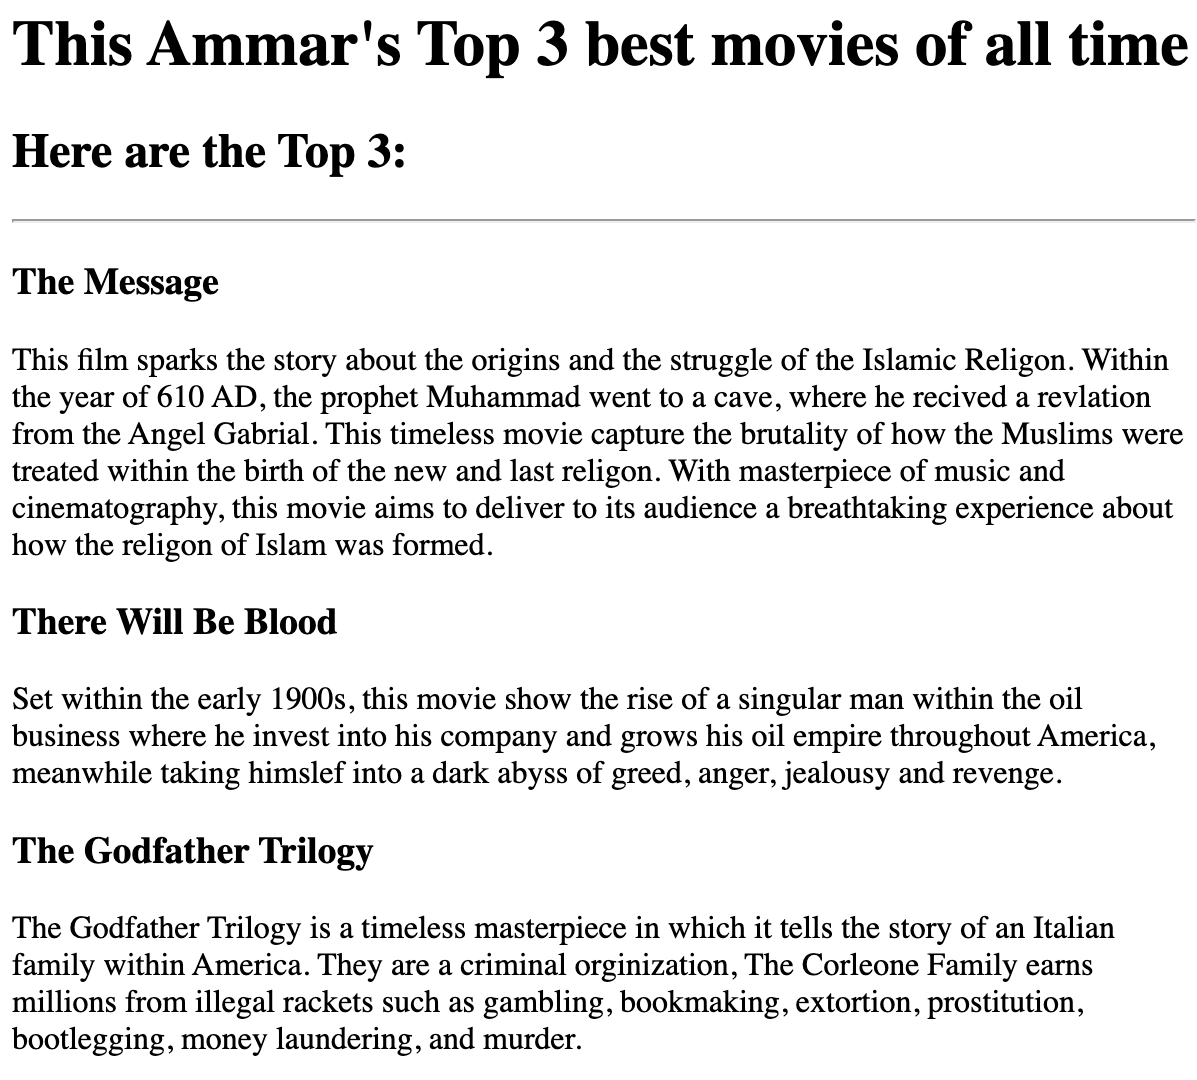 This Ammar's Top 3 best movies of all time
Here are the Top 3:
The Message
This film sparks the story about the origins and the struggle of the Islamic Religon. Within
the year of 610 AD, the prophet Muhammad went to a cave, where he recived a revlation
from the Angel Gabrial. This timeless movie capture the brutality of how the Muslims were
treated within the birth of the new and last religon. With masterpiece of music and
cinematography, this movie aims to deliver to its audience a breathtaking experience about
how the religon of Islam was formed.
There Will Be Blood
Set within the early 1900s, this movie show the rise of a singular man within the oil
business where he invest into his company and grows his oil empire throughout America,
meanwhile taking himslef into a dark abyss of greed, anger, jealousy and revenge.
The Godfather Trilogy
The Godfather Trilogy is a timeless masterpiece in which it tells the story of an Italian
family within America. They are a criminal orginization, The Corleone Family earns
millions from illegal rackets such as gambling, bookmaking, extortion, prostitution,
bootlegging, money laundering, and murder.